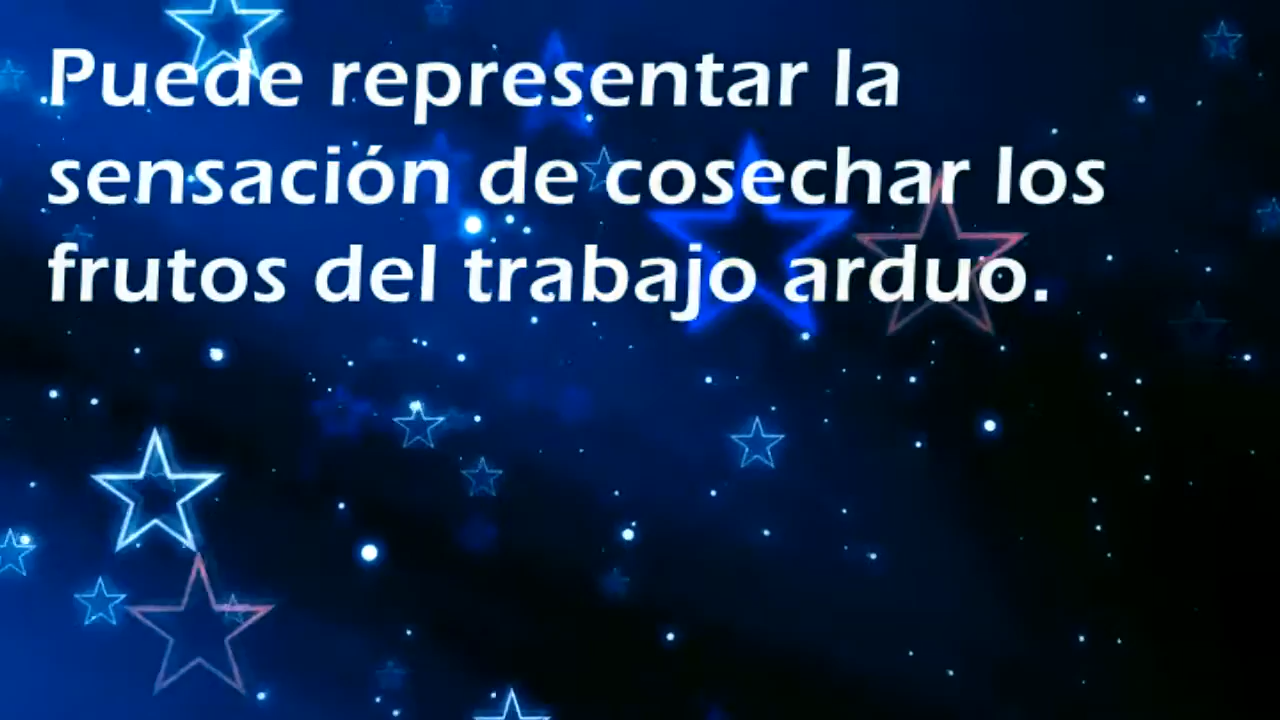 Puede representar la
sensación de cosechar los
frutos del trabajo arduo.